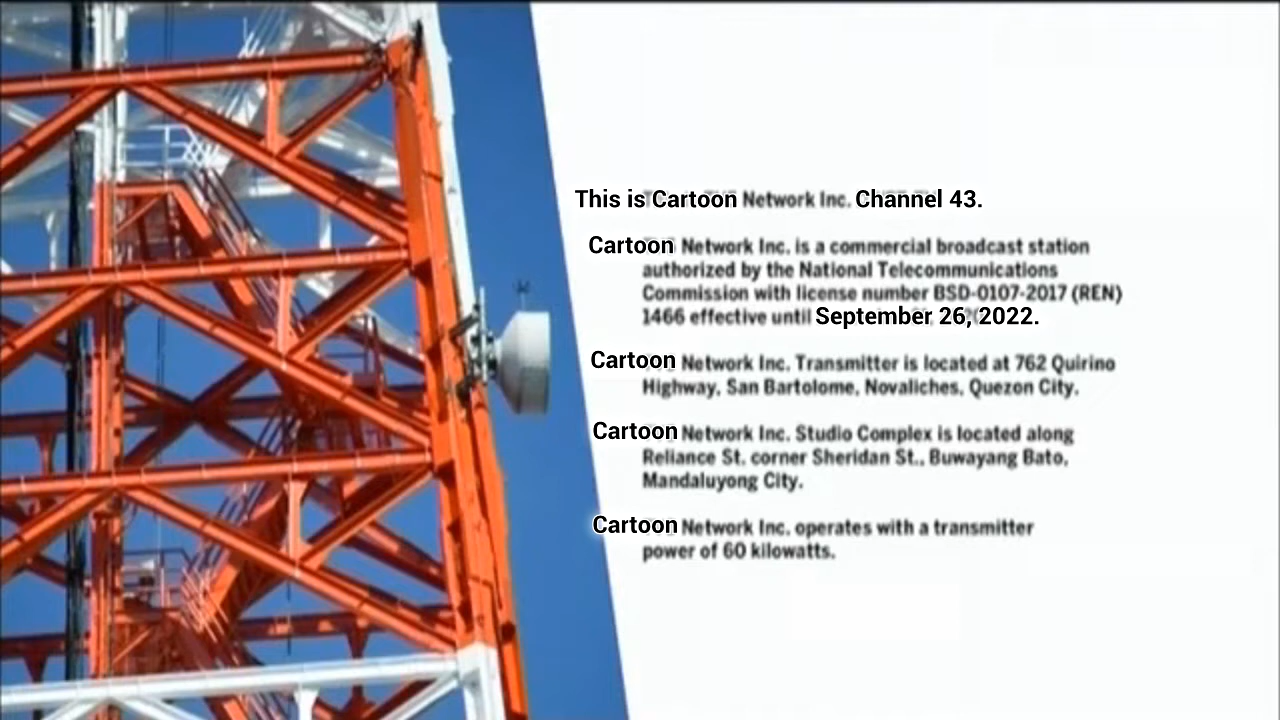 This is Cartoon Network Inc. Channel 43.
Cartoon Network Inc. is a commercial broadcast station
authorized by the National Telecommunications
Commission with license number BSD-0107-2017 (REN)
1466 effective until September 26, 2022.
Cartoon Network Inc. Transmitter is located at 762 Quirino
Highway, San Bartolome, Novaliches, Quezon City.
Cartoon Network Inc. Studio Complex is located along
Reliance St. corner Sheridan St., Buwayang Bato,
Mandaluyong City.
Cartoon Network Inc. operates with a transmitter
power of 60 kilowatts.